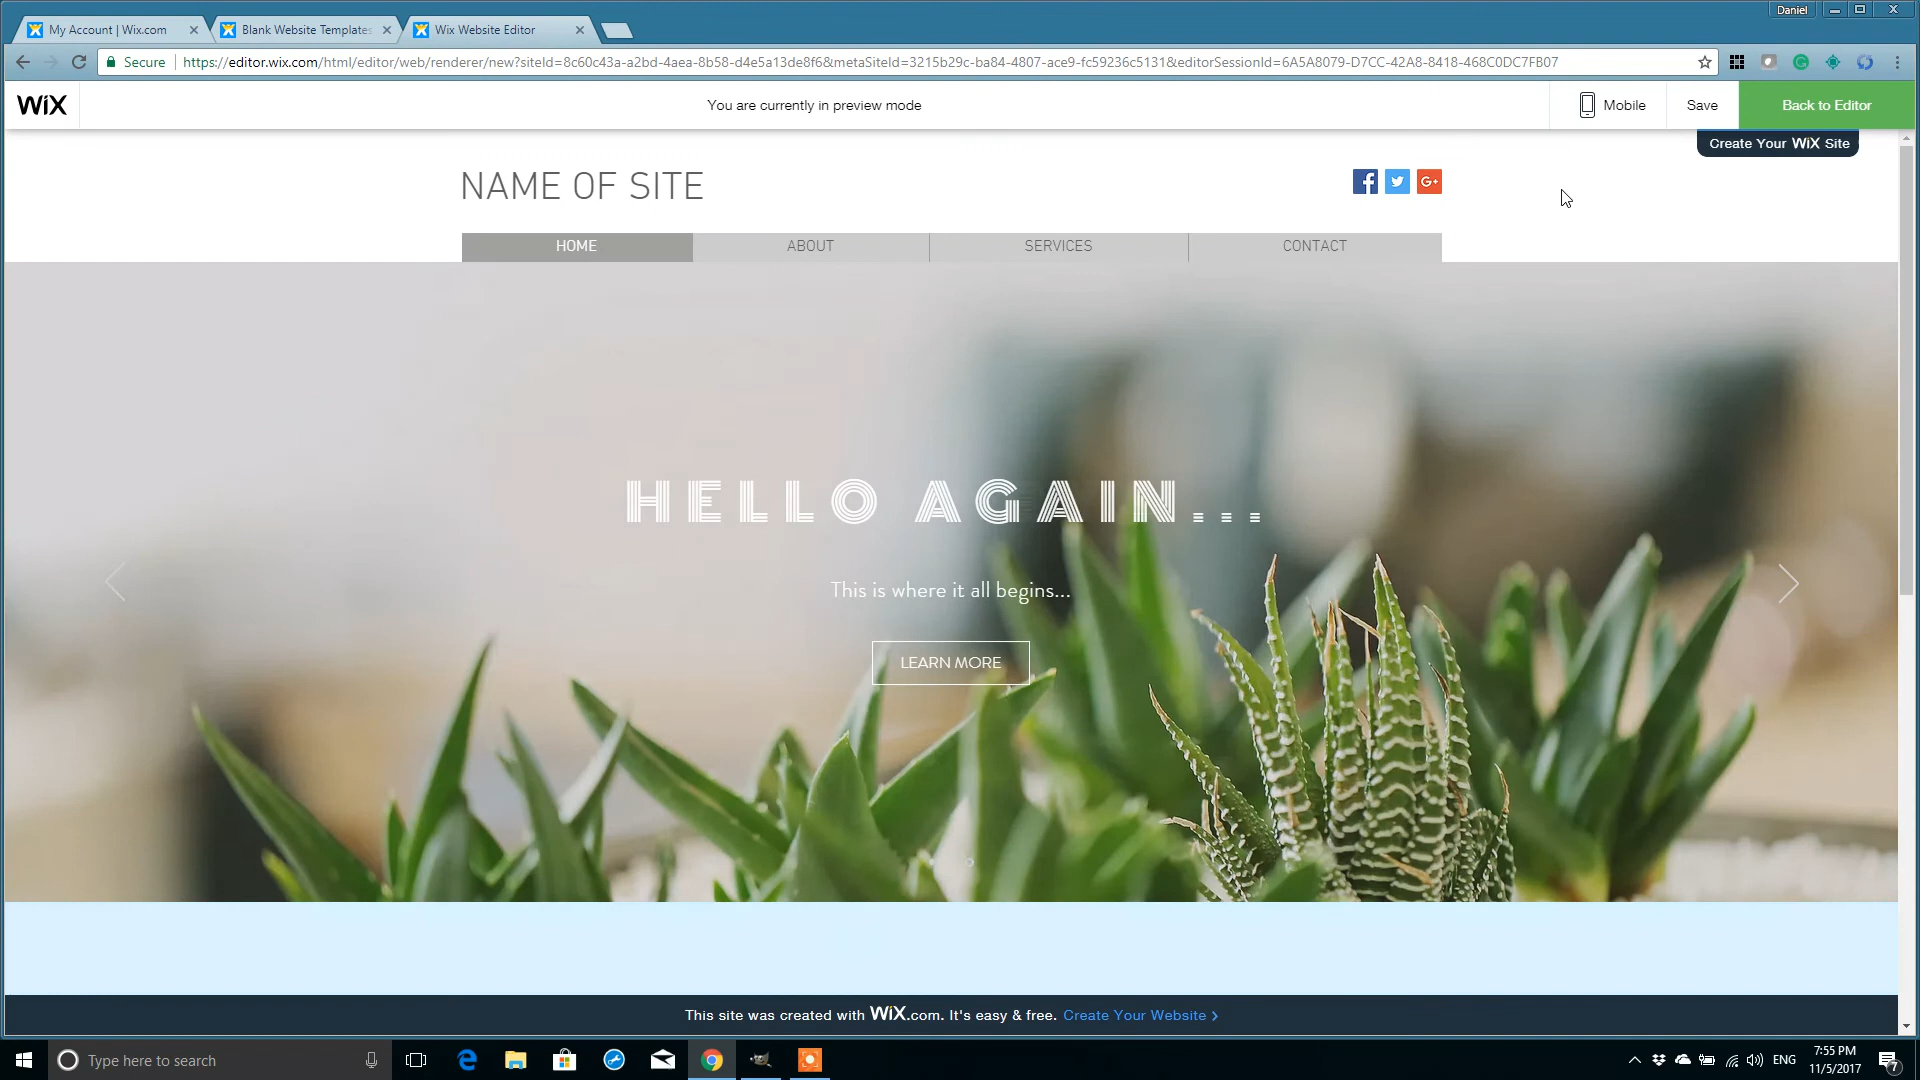 Daniel
My Account | Wix.com
Blank Website Templates
Wix Website Editor
Secure
https://editor.wix.com/html/editor/web/renderer/new?siteId=8c60c43a-a2bd-4aea-8b58-d4e5a13de8f6&metaSiteId=3215b29c-ba84-4807-ace9-fc59236c5131&editorSessionId=6A5A8079-D7CC-42A8-8418-468C0DC7FB07
WiX
You are currently in preview mode
Mobile
Save
Back to Editor
Create Your WiX Site
NAME OF SITE
G+
HOME
ABOUT
SERVICES
CONTACT
HELLO AGAIN...
This is where it all begins...
LEARN MORE
This site was created with WiX.com. It's easy & free. Create Your Website >
Type here to search
ENG
7:55 PM
11/5/2017
7